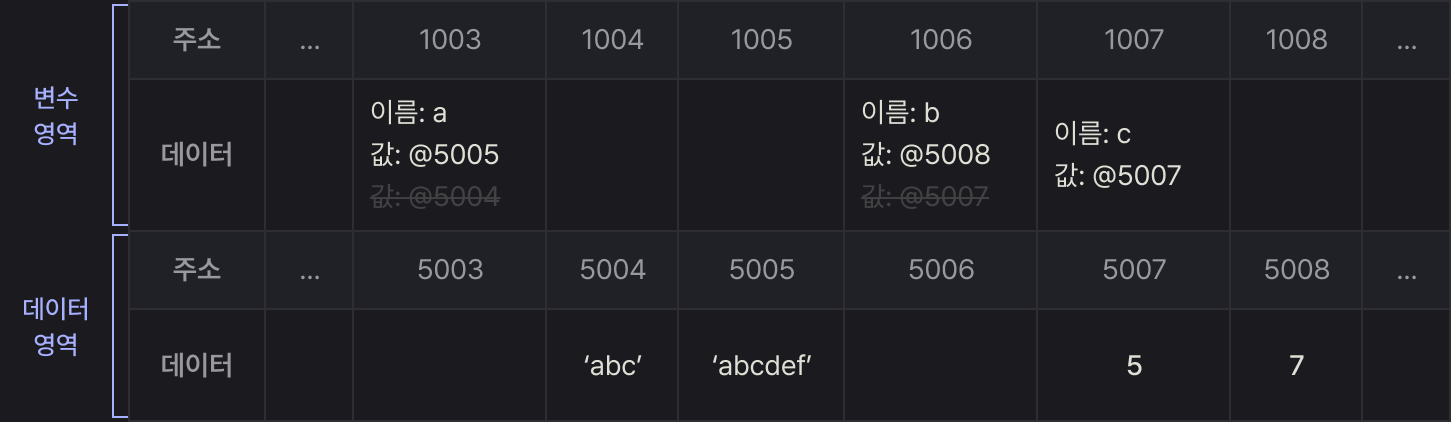 변수
영역
주소 ... 1003 1004 1005 1006 1007 1008 ...
데이터
이름: a
값: @5005
값: @5004
이름: b
값: @5008
값: @5007
이름: c
값: @5007
데이터
영역
주소 ... 5003 5004 5005 5006 5007 5008 ...
데이터 ‘abc’ ‘abcdef’ 5 7